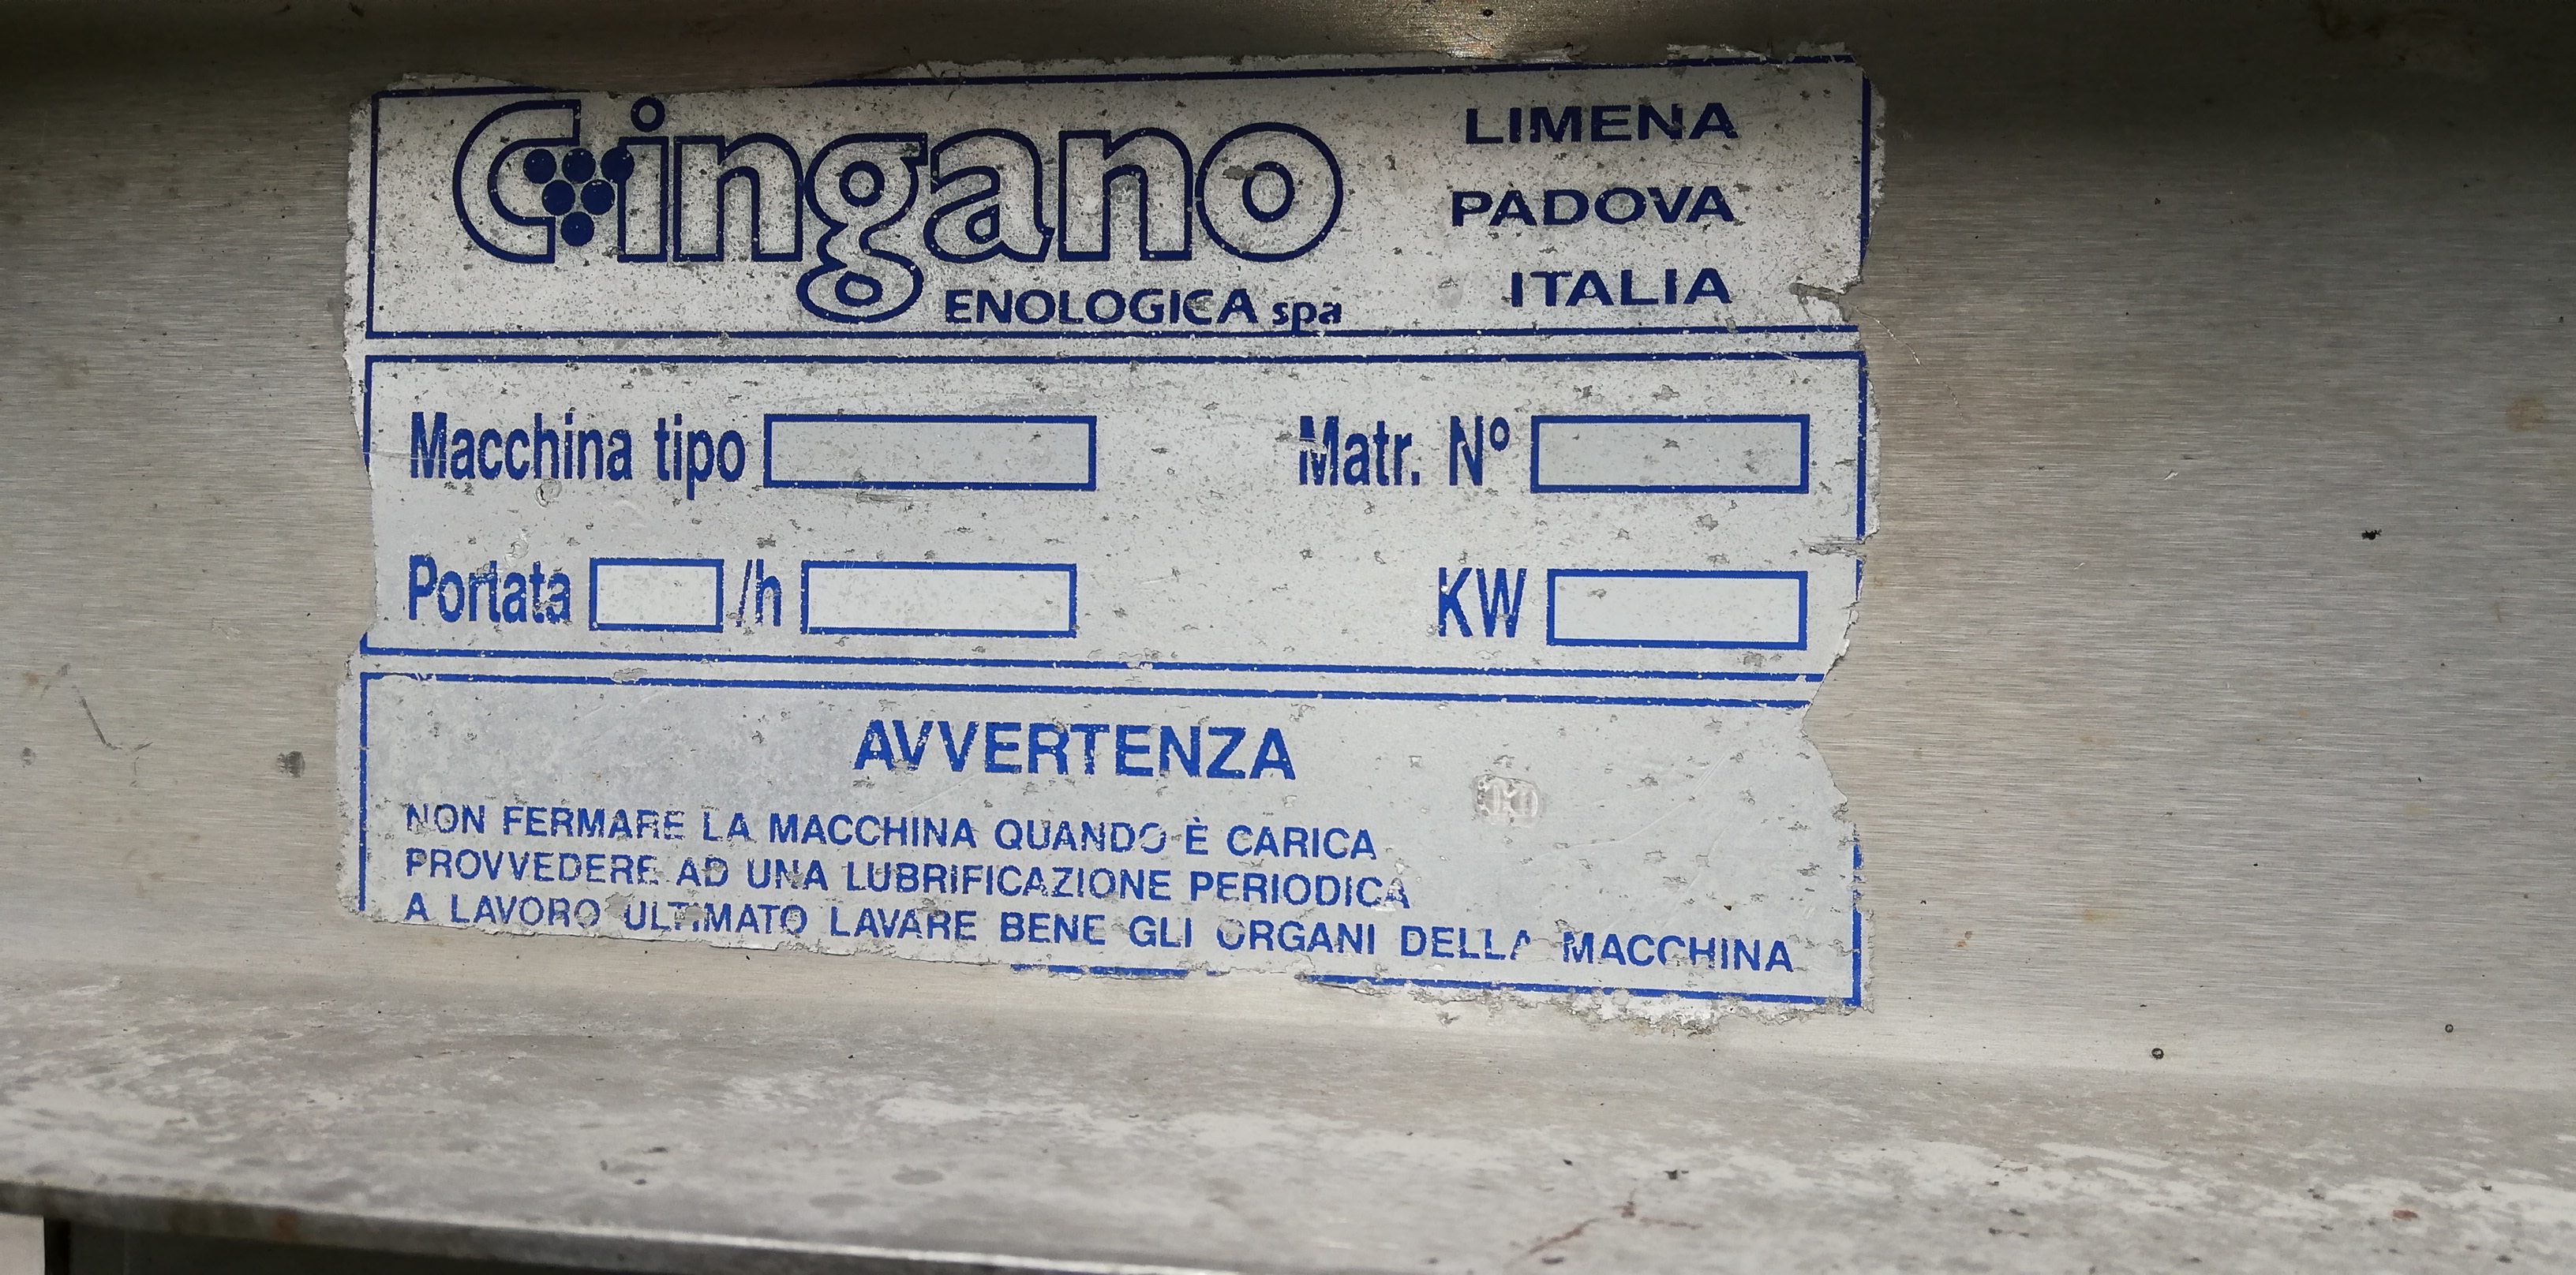 Cingano
ENOLOGICA spa
LIMENA
PADOVA
ITALIA
Macchina tipo
Matr. Nº
Portata /h
KW
AVVERTENZA
NON FERMARE LA MACCHINA QUANDO È CARICA
PROVVEDERE AD UNA LUBRIFICAZIONE PERIODICA
A LAVORO ULTIMATO LAVARE BENE GLI ORGANI DELLA MACCHINA